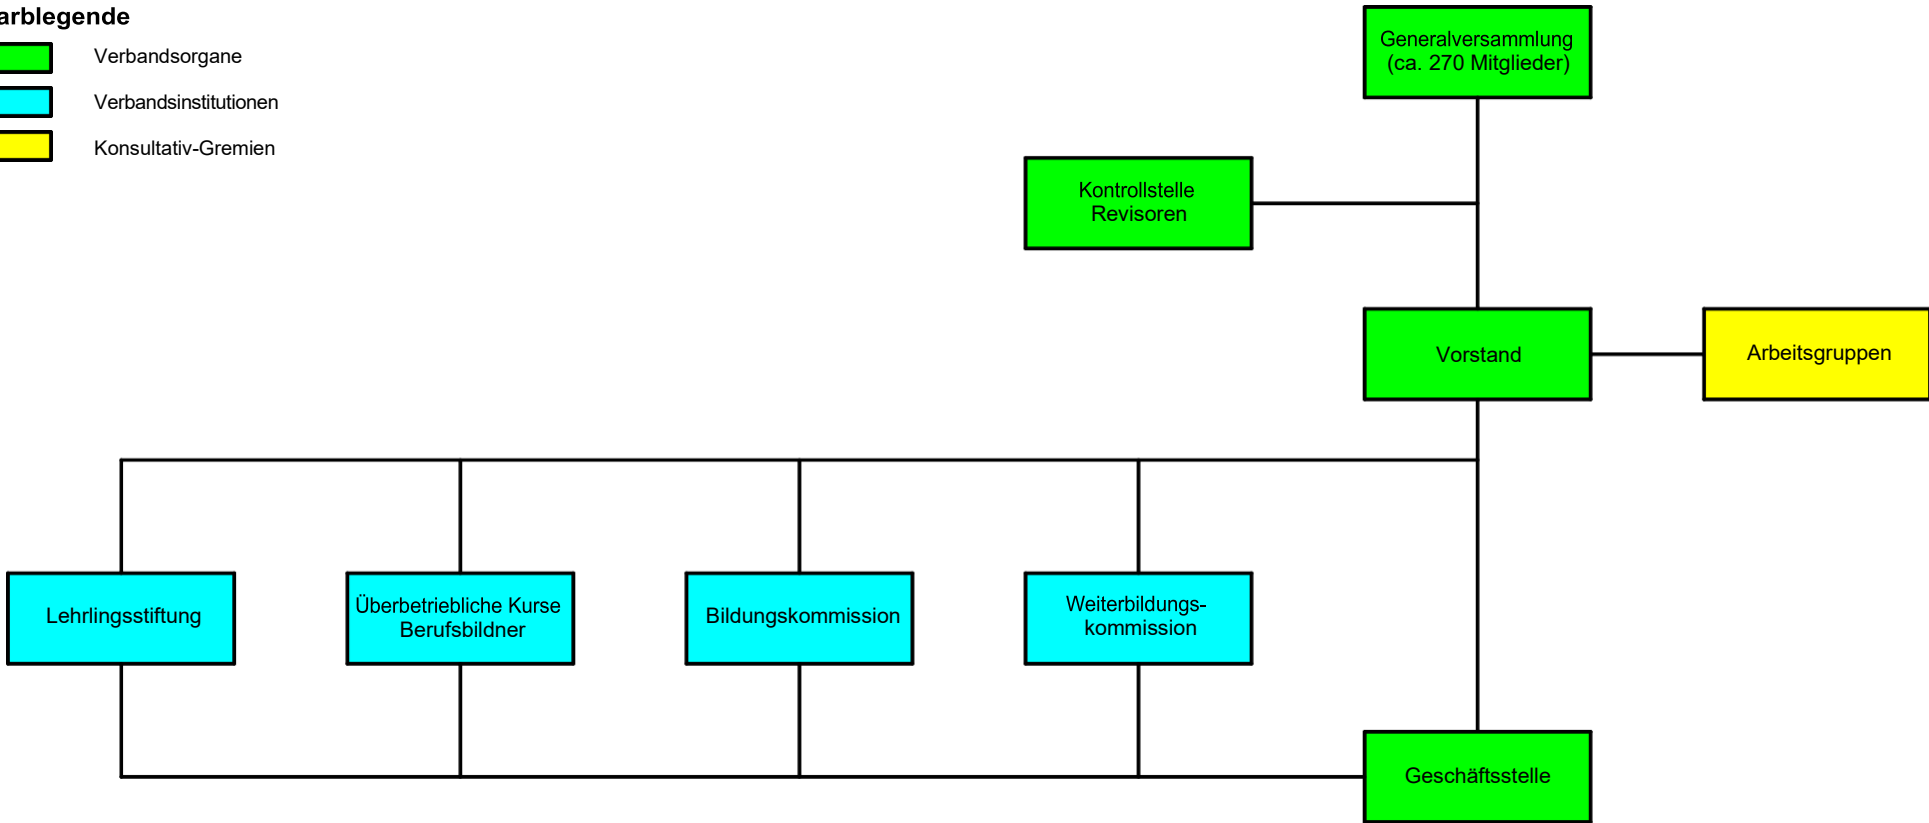 arblegende
Verbandsorgane
Verbandsinstitutionen
Konsultativ-Gremien
Generalversammlung
(ca. 270 Mitglieder)
Kontrollstelle
Revisoren
Vorstand
Arbeitsgruppen
Lehrlingsstiftung
Überbetriebliche Kurse
Berufsbildner
Bildungskommission
Weiterbildungs-
kommission
Geschäftsstelle